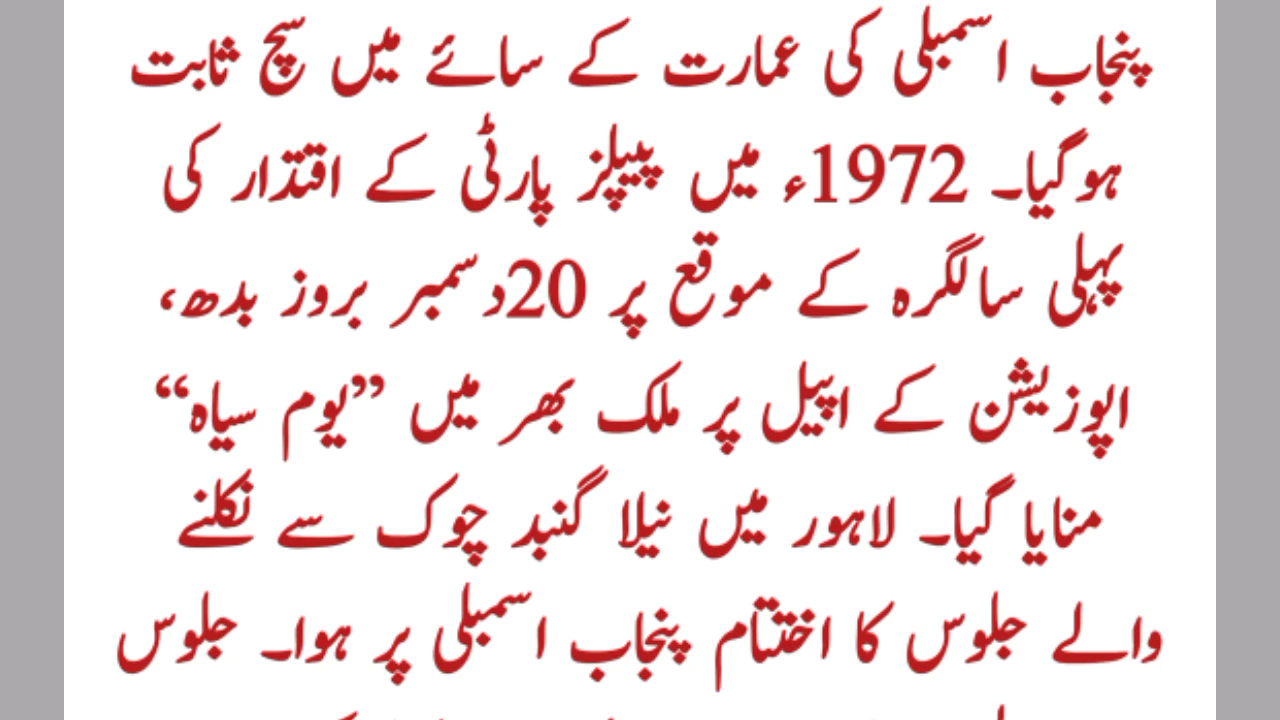 پنجاب اسمبلی کی عمارت کے سائے میں سچ ثابت
ہوگیا۔ 1972ء میں پیپلز پارٹی کے اقتدار کی
پہلی سالگرہ کے موقع پر 20دسمبر بروز بدھ،
اپوزیشن کے اپیل پر ملک بھر میں ”یوم سیاہ“
منایا گیا۔ لاہور میں نیلا گنبد چوک سے نکلنے
والے جلوس کا اختتام پنجاب اسمبلی پر ہوا۔ جلوس